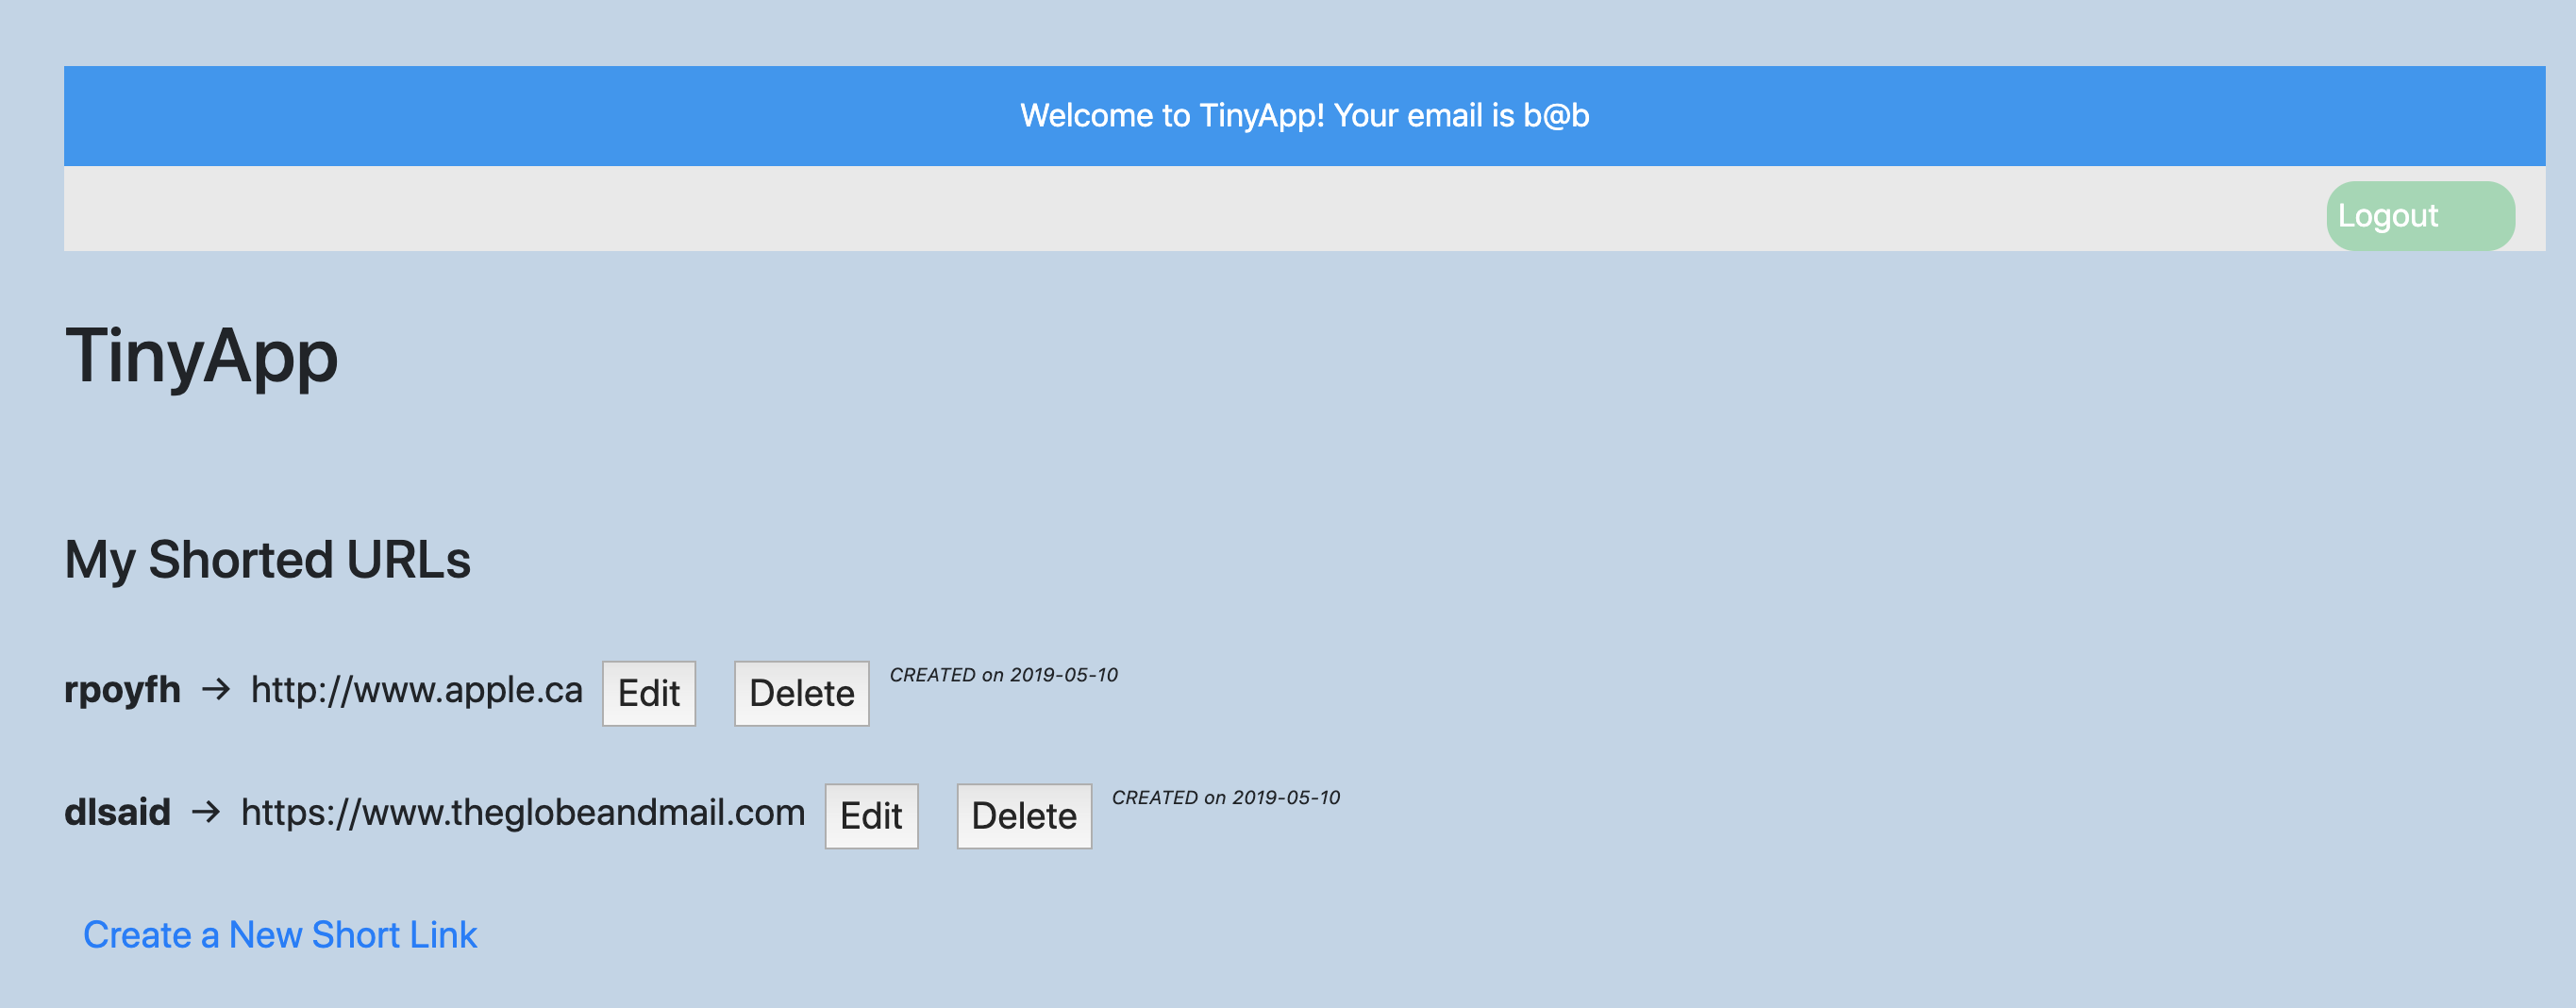 Welcome to TinyApp! Your email is b@b
Logout
TinyApp
My Shorted URLs
rpoyfh → http://www.apple.ca Edit Delete CREATED on 2019-05-10
dlsaid → https://www.theglobeandmail.com Edit Delete CREATED on 2019-05-10
Create a New Short Link